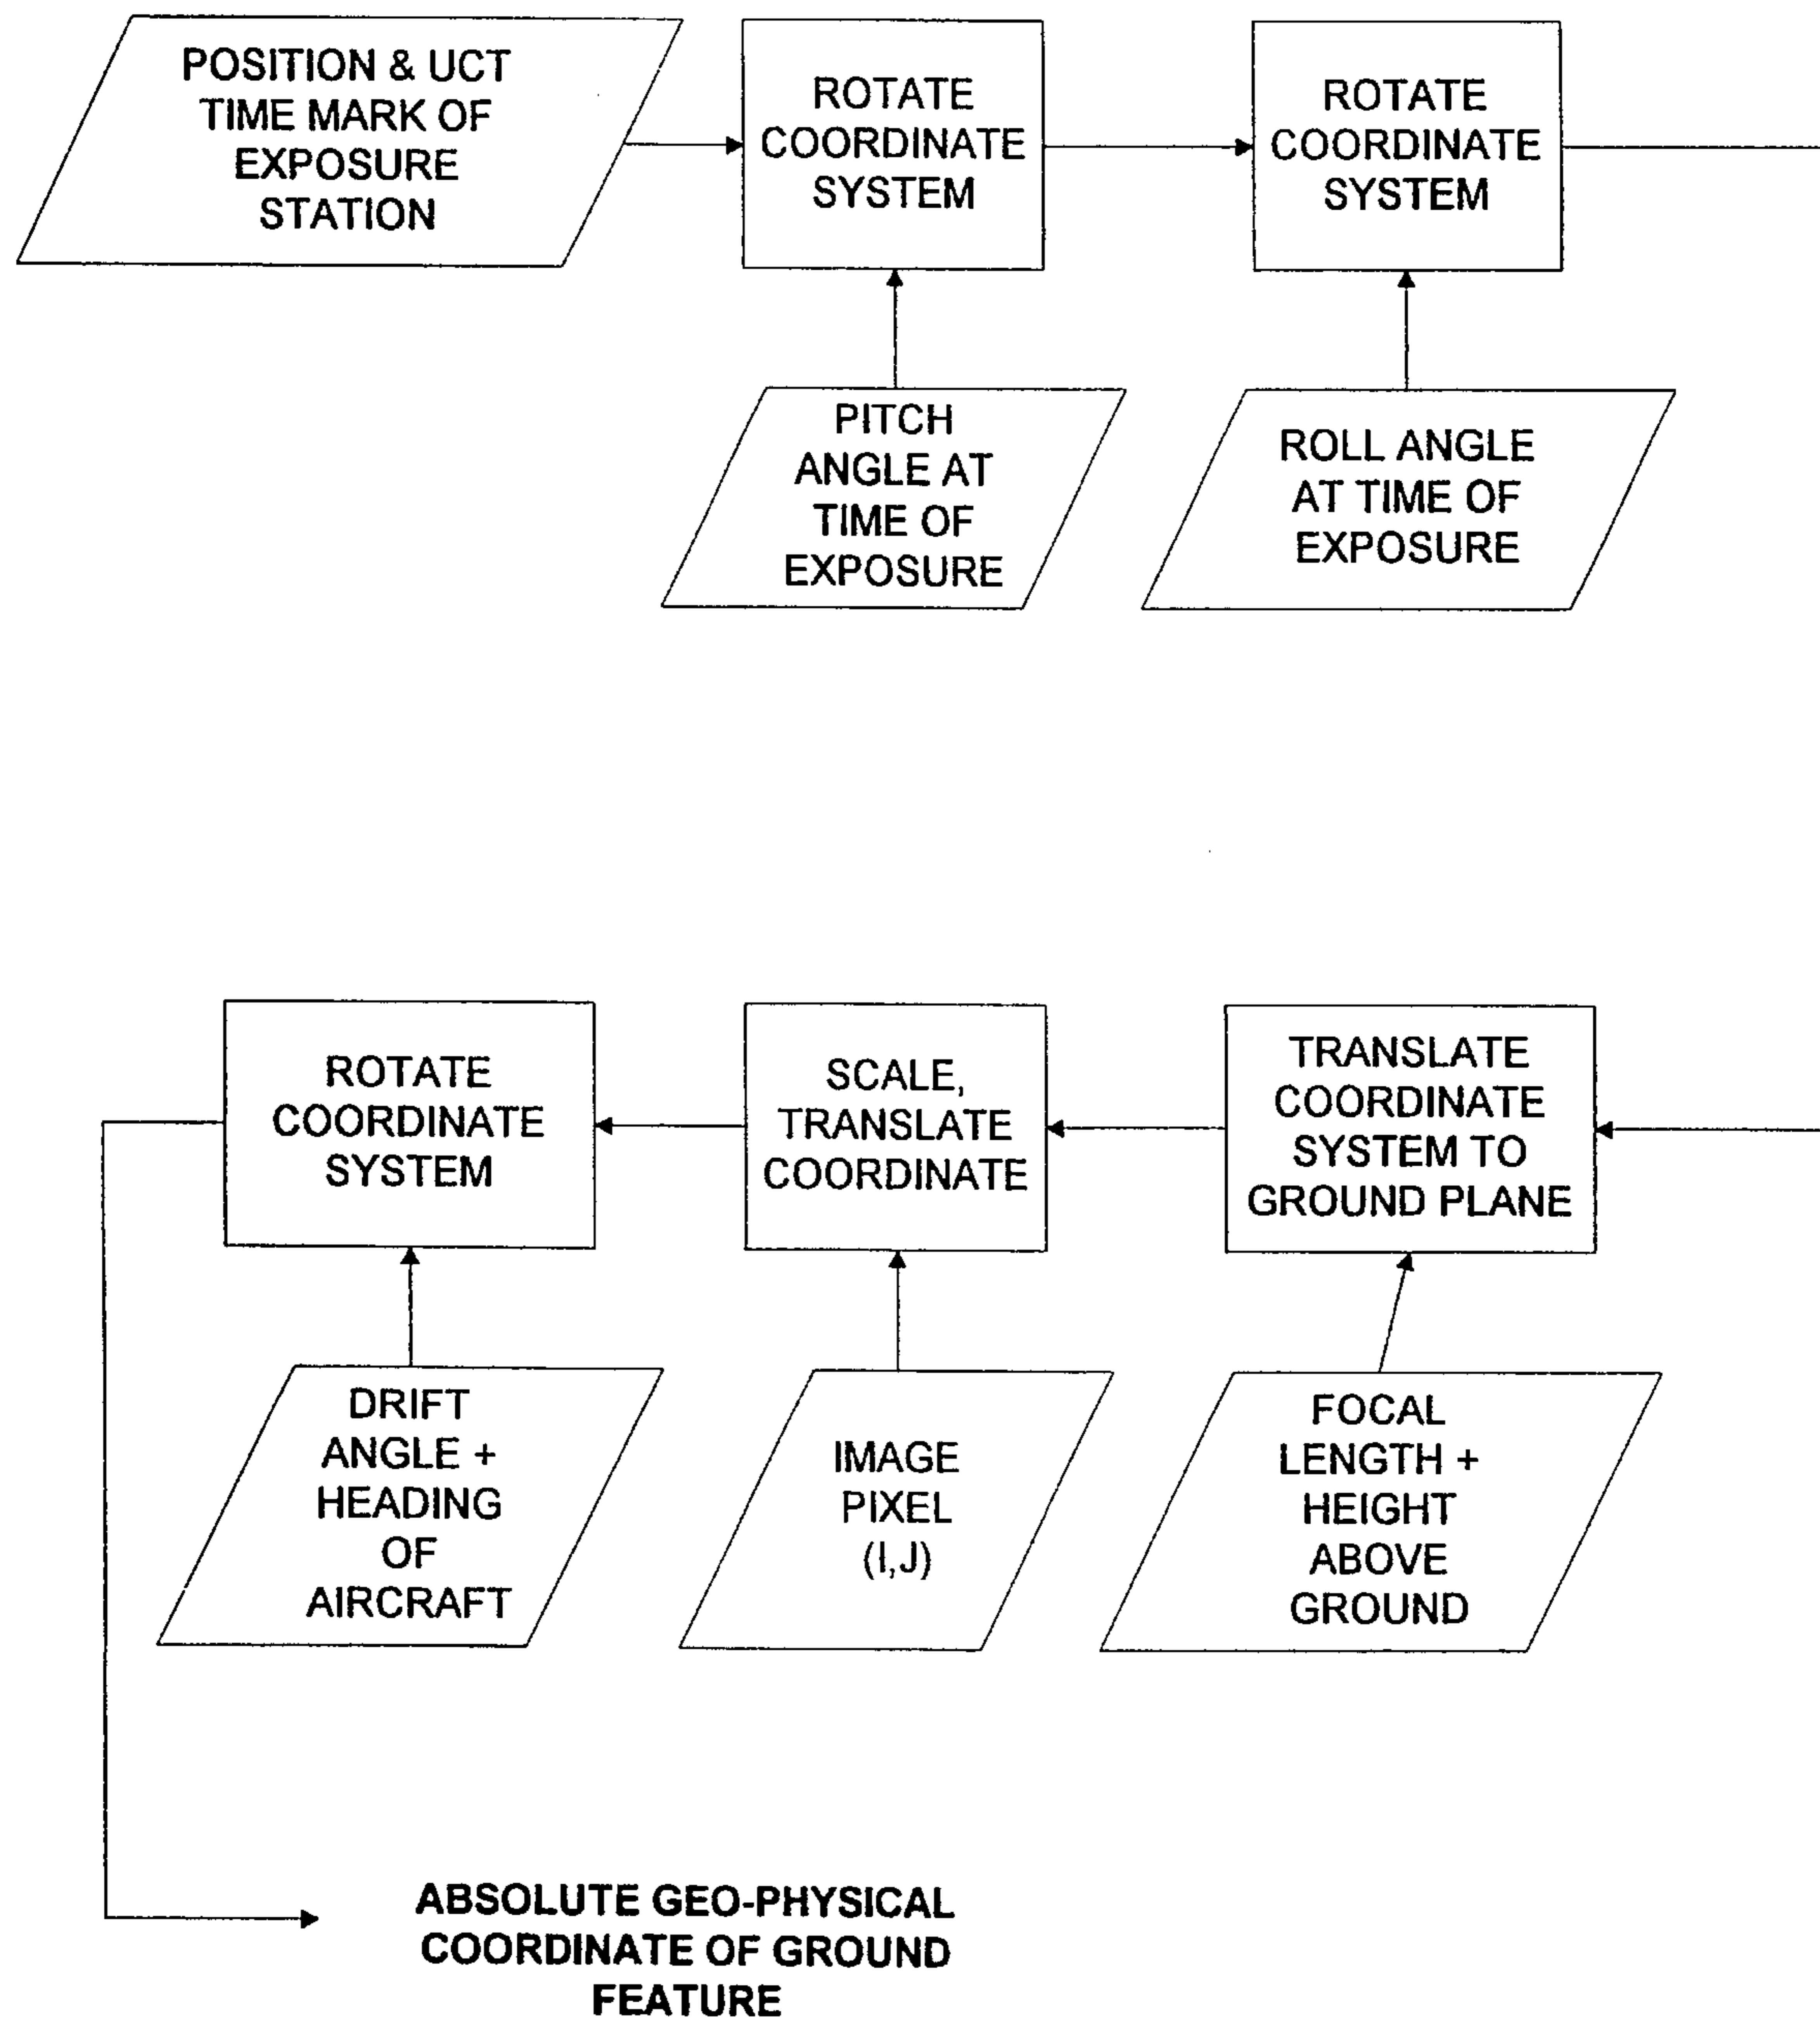 POSITION & UCT
TIME MARK OF
EXPOSURE
STATION
ROTATE
COORDINATE
SYSTEM
ROTATE
COORDINATE
SYSTEM
PITCH
ANGLE AT
TIME OF
EXPOSURE
ROLL ANGLE
AT TIME OF
EXPOSURE
ROTATE
COORDINATE
SYSTEM
SCALE,
TRANSLATE
COORDINATE
TRANSLATE
COORDINATE
SYSTEM TO
GROUND PLANE
DRIFT
ANGLE +
HEADING
OF
AIRCRAFT
IMAGE
PIXEL
(I,J)
FOCAL
LENGTH +
HEIGHT
ABOVE
GROUND
ABSOLUTE GEO-PHYSICAL
COORDINATE OF GROUND
FEATURE